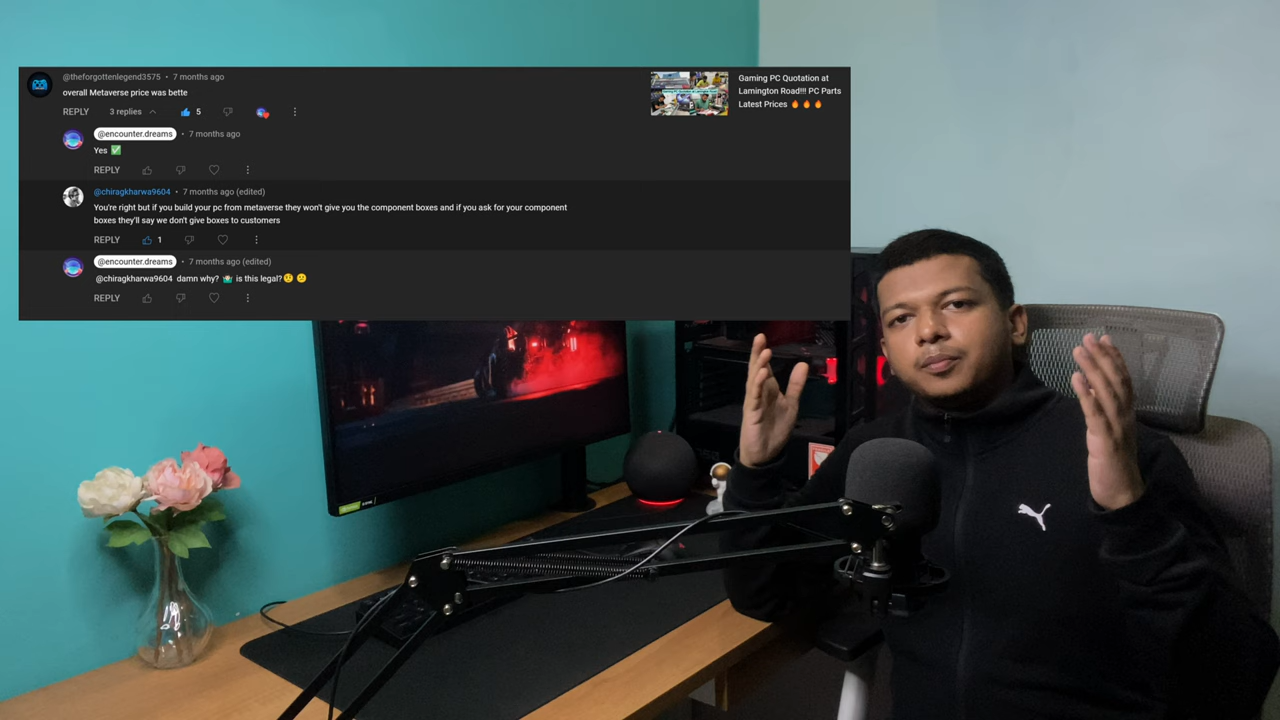 @theforgottenlegend3575 • 7 months ago
overall Metaverse price was bette
REPLY 3 replies 5
Gaming PC Quotation at
Lamington Road!!! PC Parts
Latest Prices 🔥🔥🔥
@encounter.dreams • 7 months ago
Yes ✅
REPLY
@chiragkharwa9604 • 7 months ago (edited)
You're right but if you build your pc from metaverse they won't give you the component boxes and if you ask for your component
boxes they'll say we don't give boxes to customers
REPLY 1
@encounter.dreams • 7 months ago (edited)
@chiragkharwa9604 damn why? 🤷🏻‍♂️ is this legal?🤨 😕
REPLY